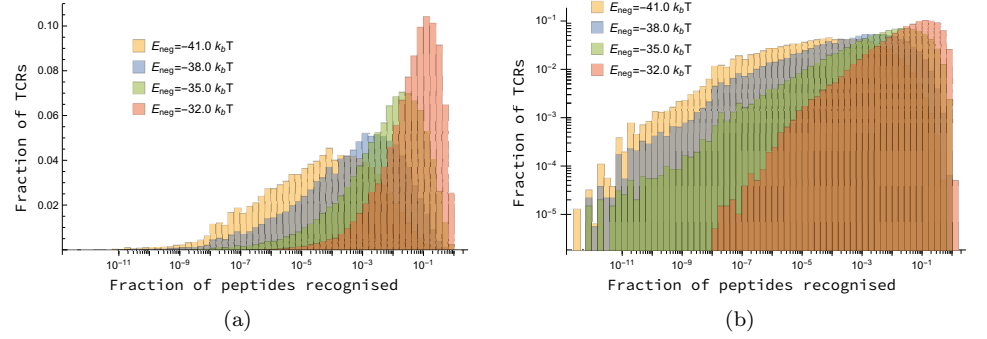 0.10
0.08
0.06
0.04
0.02
Fraction of TCRs
E_neg=−41.0 k_bT
E_neg=−38.0 k_bT
E_neg=−35.0 k_bT
E_neg=−32.0 k_bT
10^-11 10^-9 10^-7 10^-5 10^-3 10^-1
Fraction of peptides recognised
(a)
10^-1
10^-2
10^-3
10^-4
10^-5
Fraction of TCRs
E_neg=−41.0 k_bT
E_neg=−38.0 k_bT
E_neg=−35.0 k_bT
E_neg=−32.0 k_bT
10^-11 10^-9 10^-7 10^-5 10^-3 10^-1
Fraction of peptides recognised
(b)